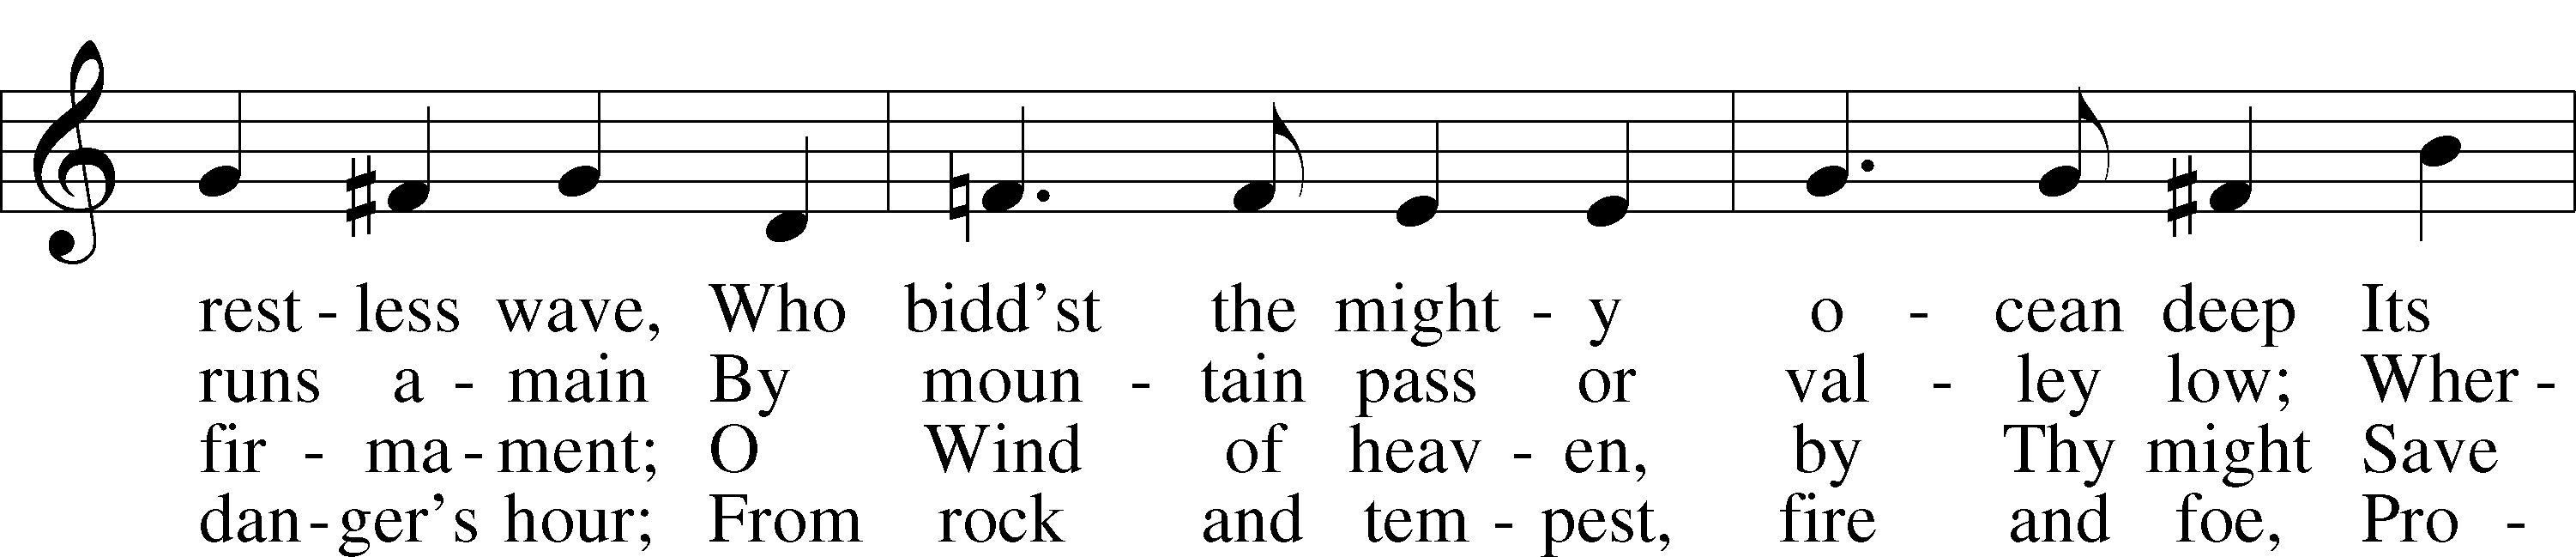 rest - less wave, Who bidd'st the might - y o - cean deep Its
runs a - main By moun - tain pass or val - ley low; Wher -
fir - ma - ment; O Wind of heav - en, by Thy might Save
dan - ger's hour; From rock and tem - pest, fire and foe, Pro -